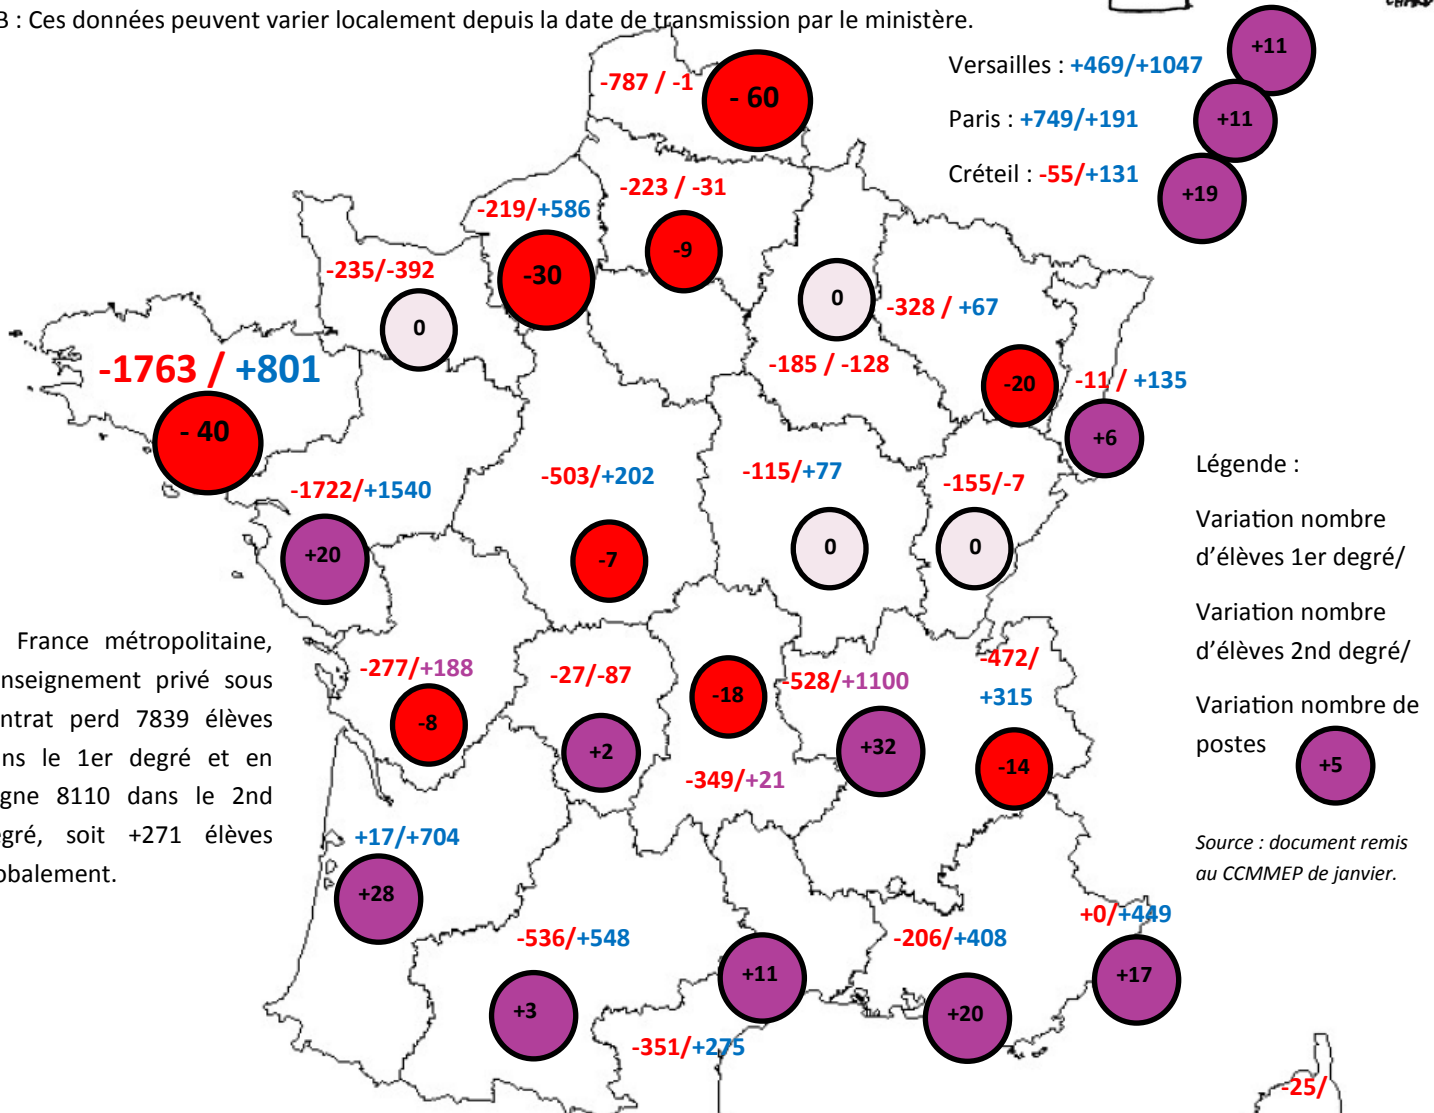 B : Ces données peuvent varier localement depuis la date de transmission par le ministère.
Versailles : +469/+1047
+11
Paris : +749/+191
+11
Créteil : -55/+131
+19
-787 / -1
- 60
-223 / -31
-9
-219/+586
-30
-235/-392
0
0
-185 / -128
-328 / +67
-20
-11 / +135
+6
-1763 / +801
- 40
-1722/+1540
+20
-503/+202
-7
-115/+77
0
-155/-7
0
Légende :
Variation nombre
d’élèves 1er degré/
Variation nombre
d’élèves 2nd degré/
Variation nombre de
postes
+5
Source : document remis
au CCMMEP de janvier.
France métropolitaine,
nseignement privé sous
ontrat perd 7839 élèves
ns le 1er degré et en
gne 8110 dans le 2nd
gré, soit +271 élèves
obalement.
-277/+188
-8
-27/-87
+2
-18
-349/+21
-528/+1100
+32
-472/
+315
-14
+17/+704
+28
-536/+548
+3
+11
-351/+275
-206/+408
+20
+0/+449
+17
-25/